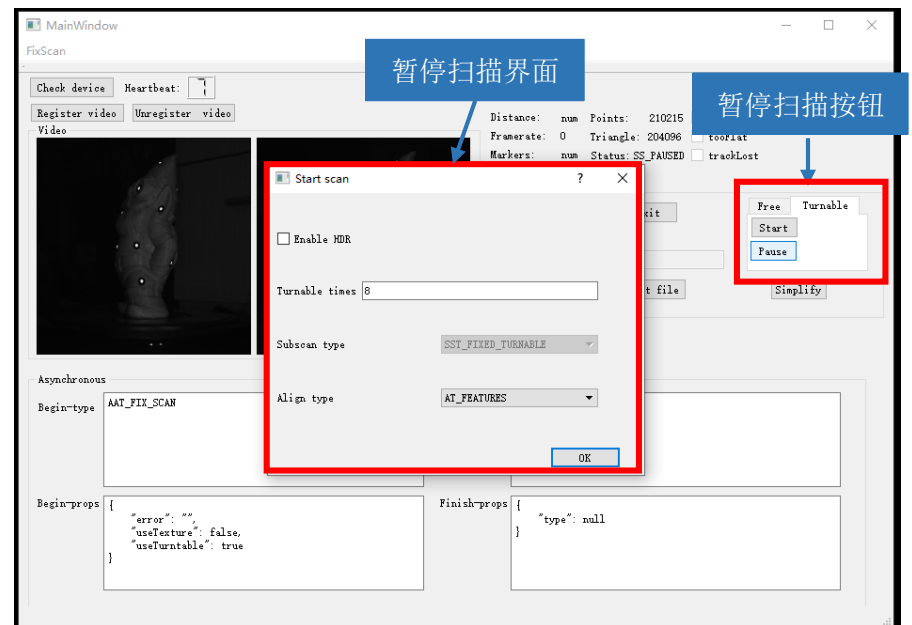 MainWindow
FixScan
暂停扫描界面
暂停扫描按钮
Check device Heartbeat: 7
Register video Unregister video
Video
Distance: num Points: 210215
Framerate: 0 Triangle: 204096 tooFlat
Markers: num Status: SS_PAUSED trackLost
Start scan ? ×
Enable HDR
Turnable times 8
Subscan type SST_FIXED_TURNABLE
Align type AT_FEATURES
OK
xit
t file
Free Turnable
Start
Pause
Simplify
Asynchronous
Begin-type AAT_FIX_SCAN
Begin-props {
"error": "",
"useTexture": false,
"useTurntable": true
}
Finish-props {
"type": null
}